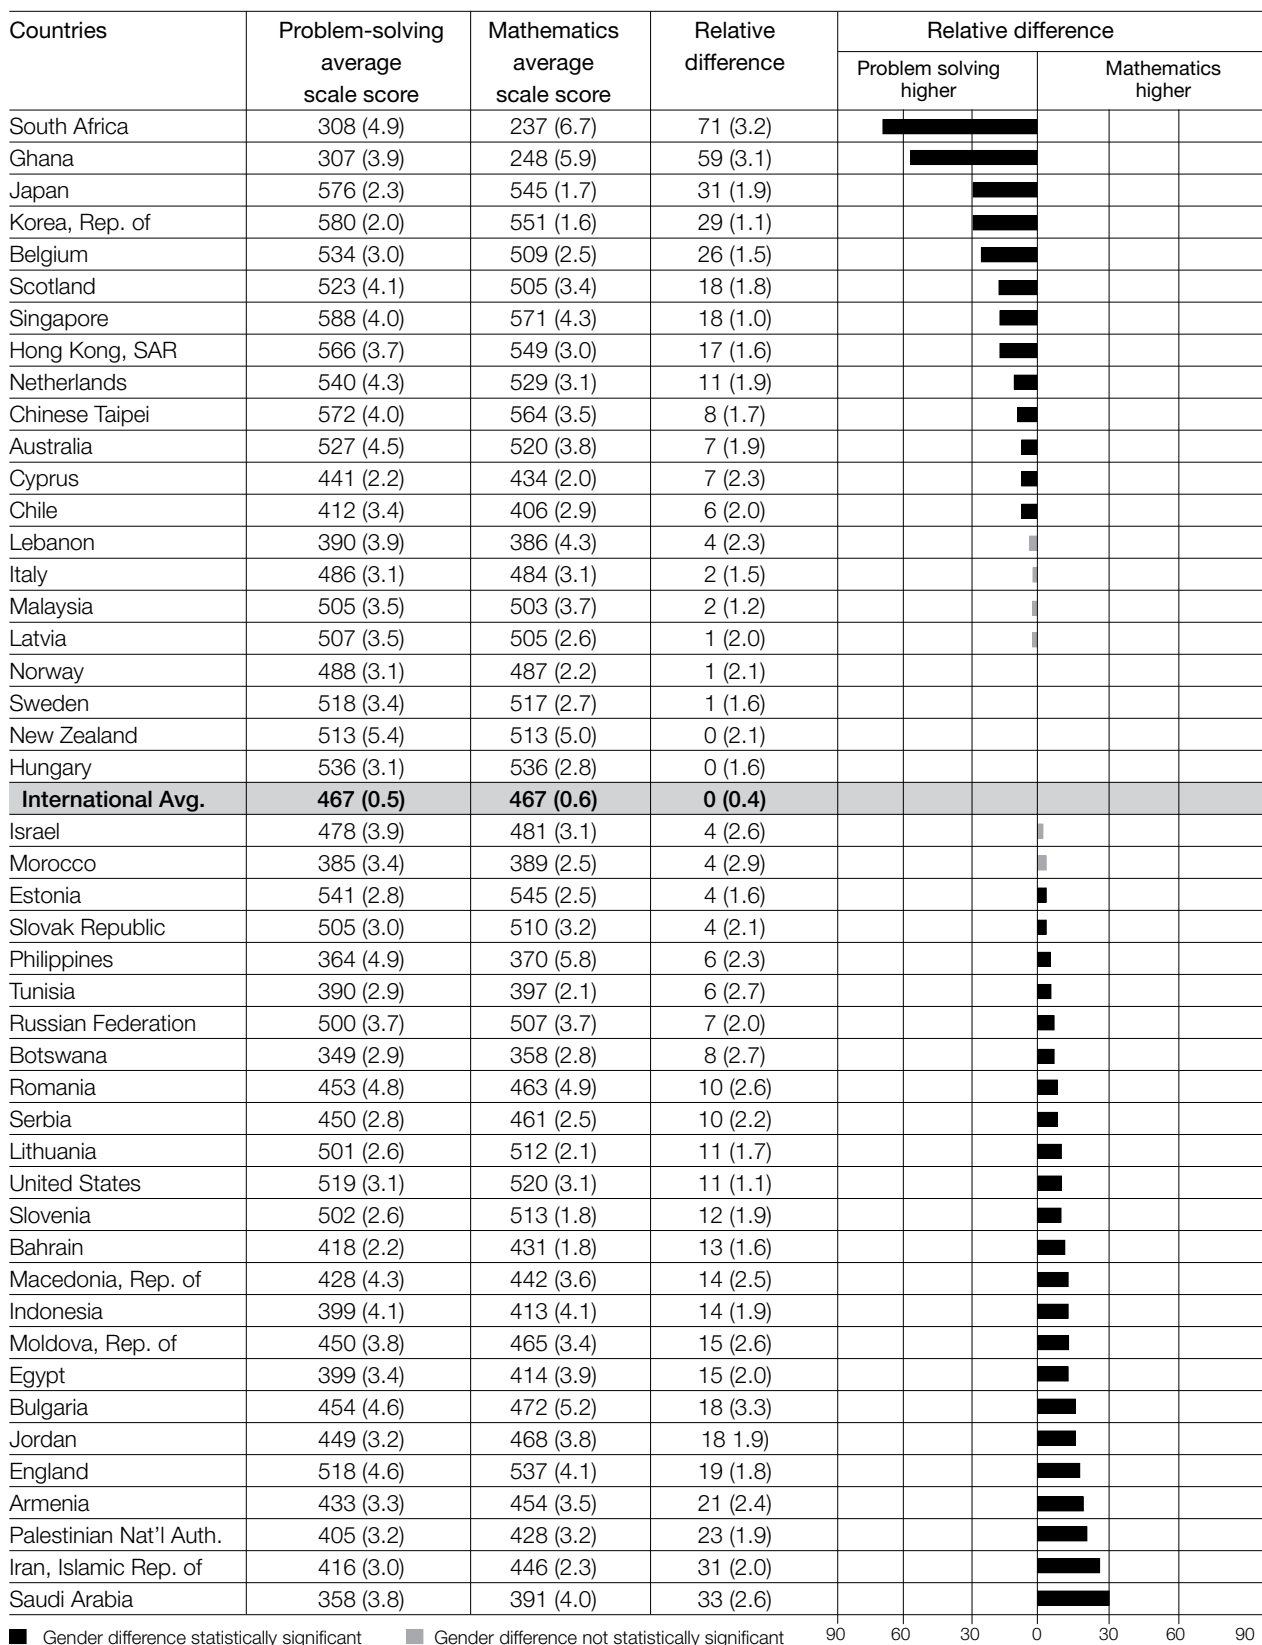 Countries Problem-solving average scale score Mathematics average scale score Relative difference Relative difference
Problem solving higher Mathematics higher
South Africa 308 (4.9) 237 (6.7) 71 (3.2)
Ghana 307 (3.9) 248 (5.9) 59 (3.1)
Japan 576 (2.3) 545 (1.7) 31 (1.9)
Korea, Rep. of 580 (2.0) 551 (1.6) 29 (1.1)
Belgium 534 (3.0) 509 (2.5) 26 (1.5)
Scotland 523 (4.1) 505 (3.4) 18 (1.8)
Singapore 588 (4.0) 571 (4.3) 18 (1.0)
Hong Kong, SAR 566 (3.7) 549 (3.0) 17 (1.6)
Netherlands 540 (4.3) 529 (3.1) 11 (1.9)
Chinese Taipei 572 (4.0) 564 (3.5) 8 (1.7)
Australia 527 (4.5) 520 (3.8) 7 (1.9)
Cyprus 441 (2.2) 434 (2.0) 7 (2.3)
Chile 412 (3.4) 406 (2.9) 6 (2.0)
Lebanon 390 (3.9) 386 (4.3) 4 (2.3)
Italy 486 (3.1) 484 (3.1) 2 (1.5)
Malaysia 505 (3.5) 503 (3.7) 2 (1.2)
Latvia 507 (3.5) 505 (2.6) 1 (2.0)
Norway 488 (3.1) 487 (2.2) 1 (2.1)
Sweden 518 (3.4) 517 (2.7) 1 (1.6)
New Zealand 513 (5.4) 513 (5.0) 0 (2.1)
Hungary 536 (3.1) 536 (2.8) 0 (1.6)
International Avg. 467 (0.5) 467 (0.6) 0 (0.4)
Israel 478 (3.9) 481 (3.1) 4 (2.6)
Morocco 385 (3.4) 389 (2.5) 4 (2.9)
Estonia 541 (2.8) 545 (2.5) 4 (1.6)
Slovak Republic 505 (3.0) 510 (3.2) 4 (2.1)
Philippines 364 (4.9) 370 (5.8) 6 (2.3)
Tunisia 390 (2.9) 397 (2.1) 6 (2.7)
Russian Federation 500 (3.7) 507 (3.7) 7 (2.0)
Botswana 349 (2.9) 358 (2.8) 8 (2.7)
Romania 453 (4.8) 463 (4.9) 10 (2.6)
Serbia 450 (2.8) 461 (2.5) 10 (2.2)
Lithuania 501 (2.6) 512 (2.1) 11 (1.7)
United States 519 (3.1) 520 (3.1) 11 (1.1)
Slovenia 502 (2.6) 513 (1.8) 12 (1.9)
Bahrain 418 (2.2) 431 (1.8) 13 (1.6)
Macedonia, Rep. of 428 (4.3) 442 (3.6) 14 (2.5)
Indonesia 399 (4.1) 413 (4.1) 14 (1.9)
Moldova, Rep. of 450 (3.8) 465 (3.4) 15 (2.6)
Egypt 399 (3.4) 414 (3.9) 15 (2.0)
Bulgaria 454 (4.6) 472 (5.2) 18 (3.3)
Jordan 449 (3.2) 468 (3.8) 18 1.9)
England 518 (4.6) 537 (4.1) 19 (1.8)
Armenia 433 (3.3) 454 (3.5) 21 (2.4)
Palestinian Nat'l Auth. 405 (3.2) 428 (3.2) 23 (1.9)
Iran, Islamic Rep. of 416 (3.0) 446 (2.3) 31 (2.0)
Saudi Arabia 358 (3.8) 391 (4.0) 33 (2.6)
Gender difference statistically significant Gender difference not statistically significant 90 60 30 0 30 60 90